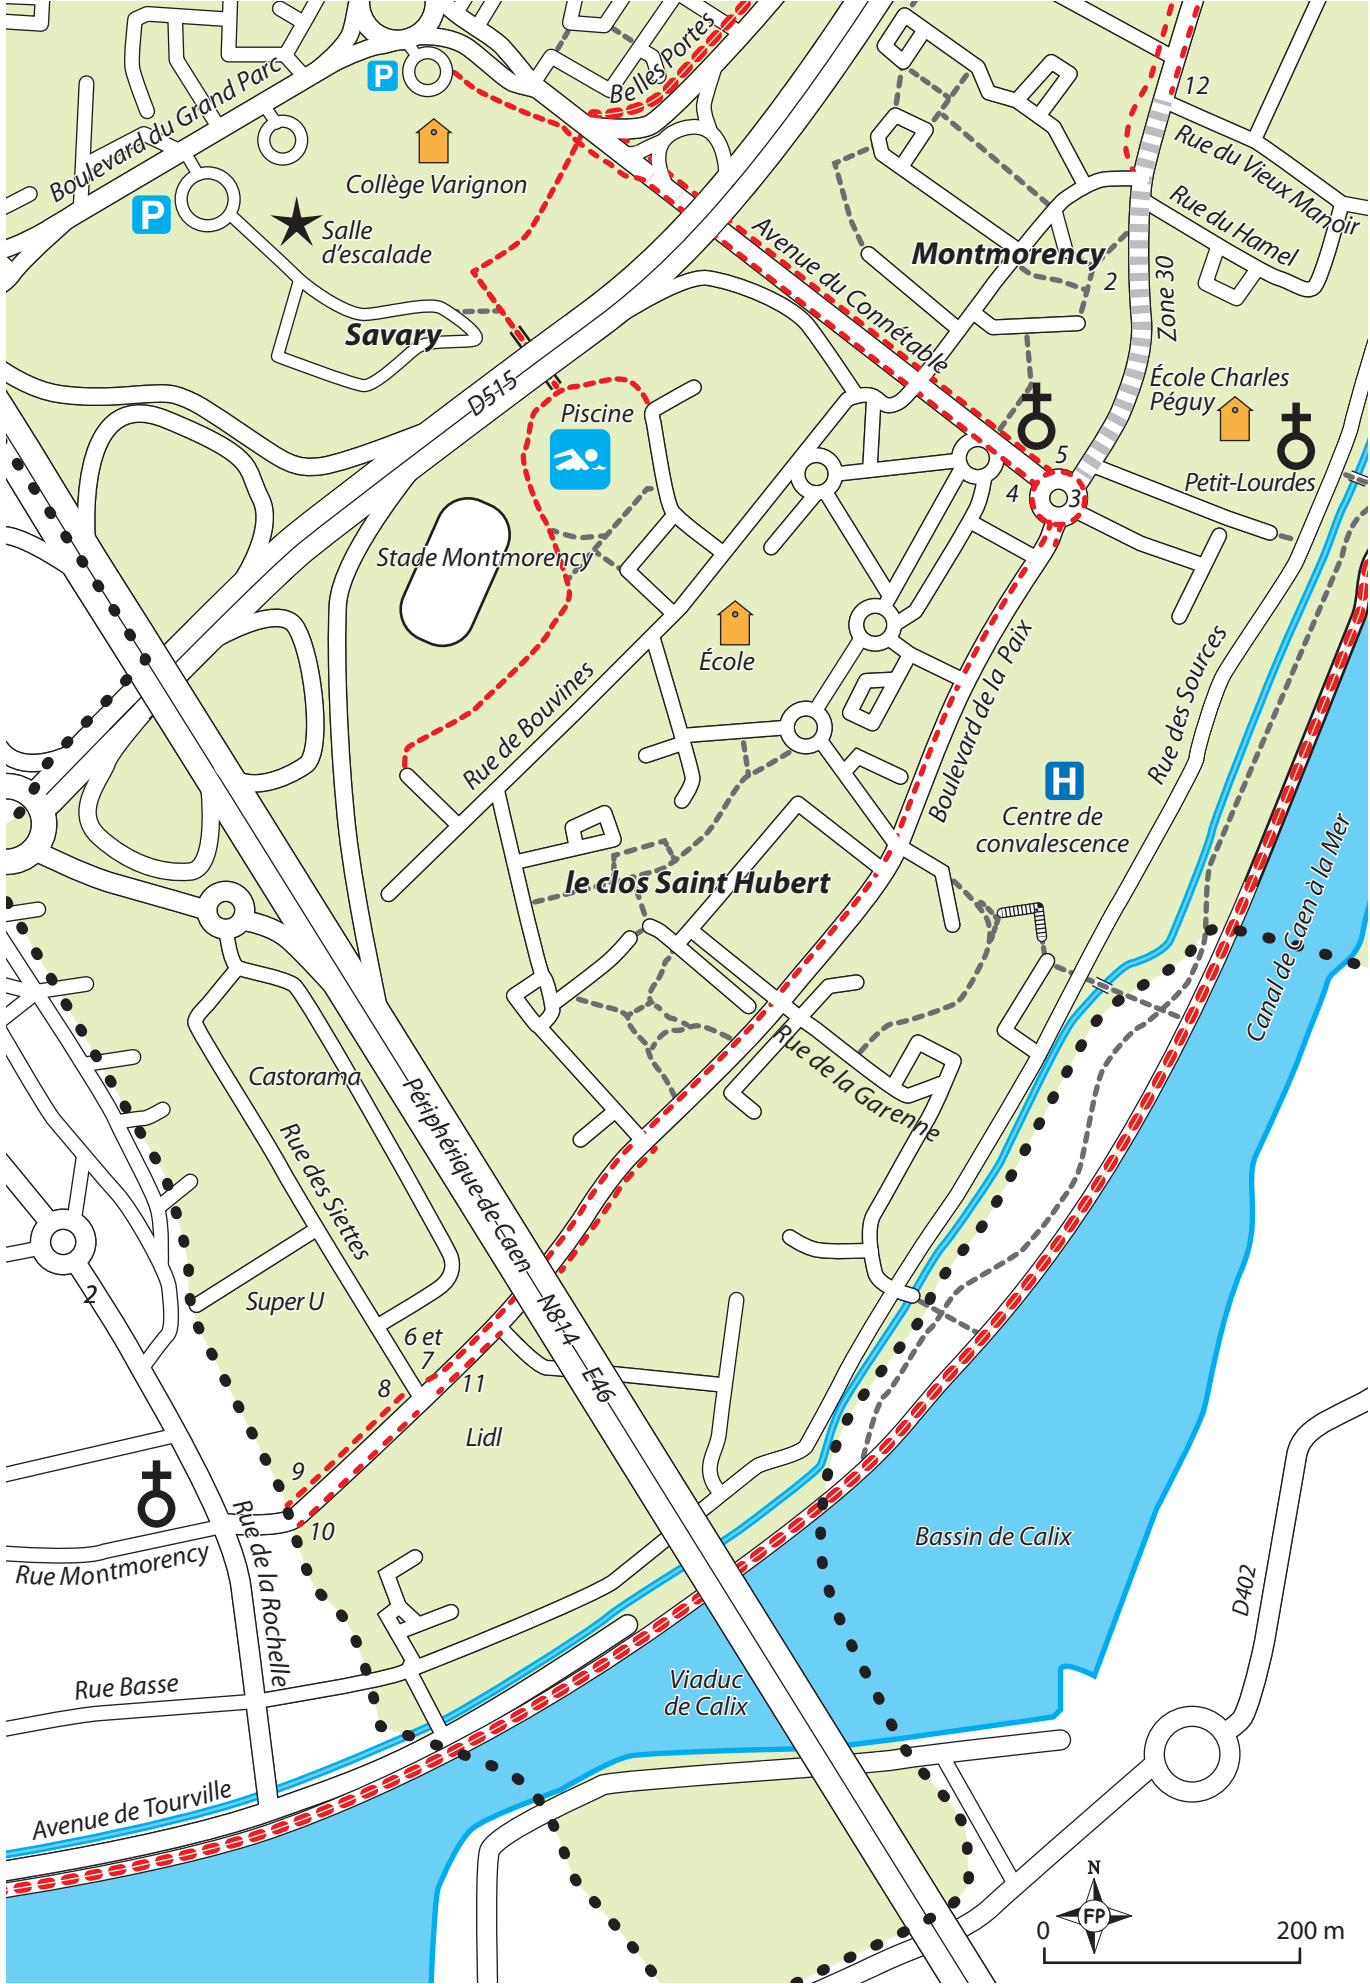 Belles Portes
P
12
Boulevard du Grand Parc
Rue du Vieux Manoir
Collège Varignon
P
Rue du Hamel
Salle
d'escalade
Avenue du Connétable
Montmorency
2
Zone 30
Savary
D515
École Charles
Péguy
Piscine
5
Petit-Lourdes
4
3
Stade Montmorency
École
Rue de Bouvines
Boulevard de la Paix
Rue des Sources
H
Centre de
convalescence
le clos Saint Hubert
Canal de Caen à la Mer
Rue de la Garenne
Castorama
Périphérique de Caen
Rue des Siettes
2
Super U
N814
6 et
7
E46
8
11
Lidl
9
10
Rue de la Rochelle
Rue Montmorency
Bassin de Calix
D402
Rue Basse
Viaduc
de Calix
Avenue de Tourville
N
FP
0
200 m